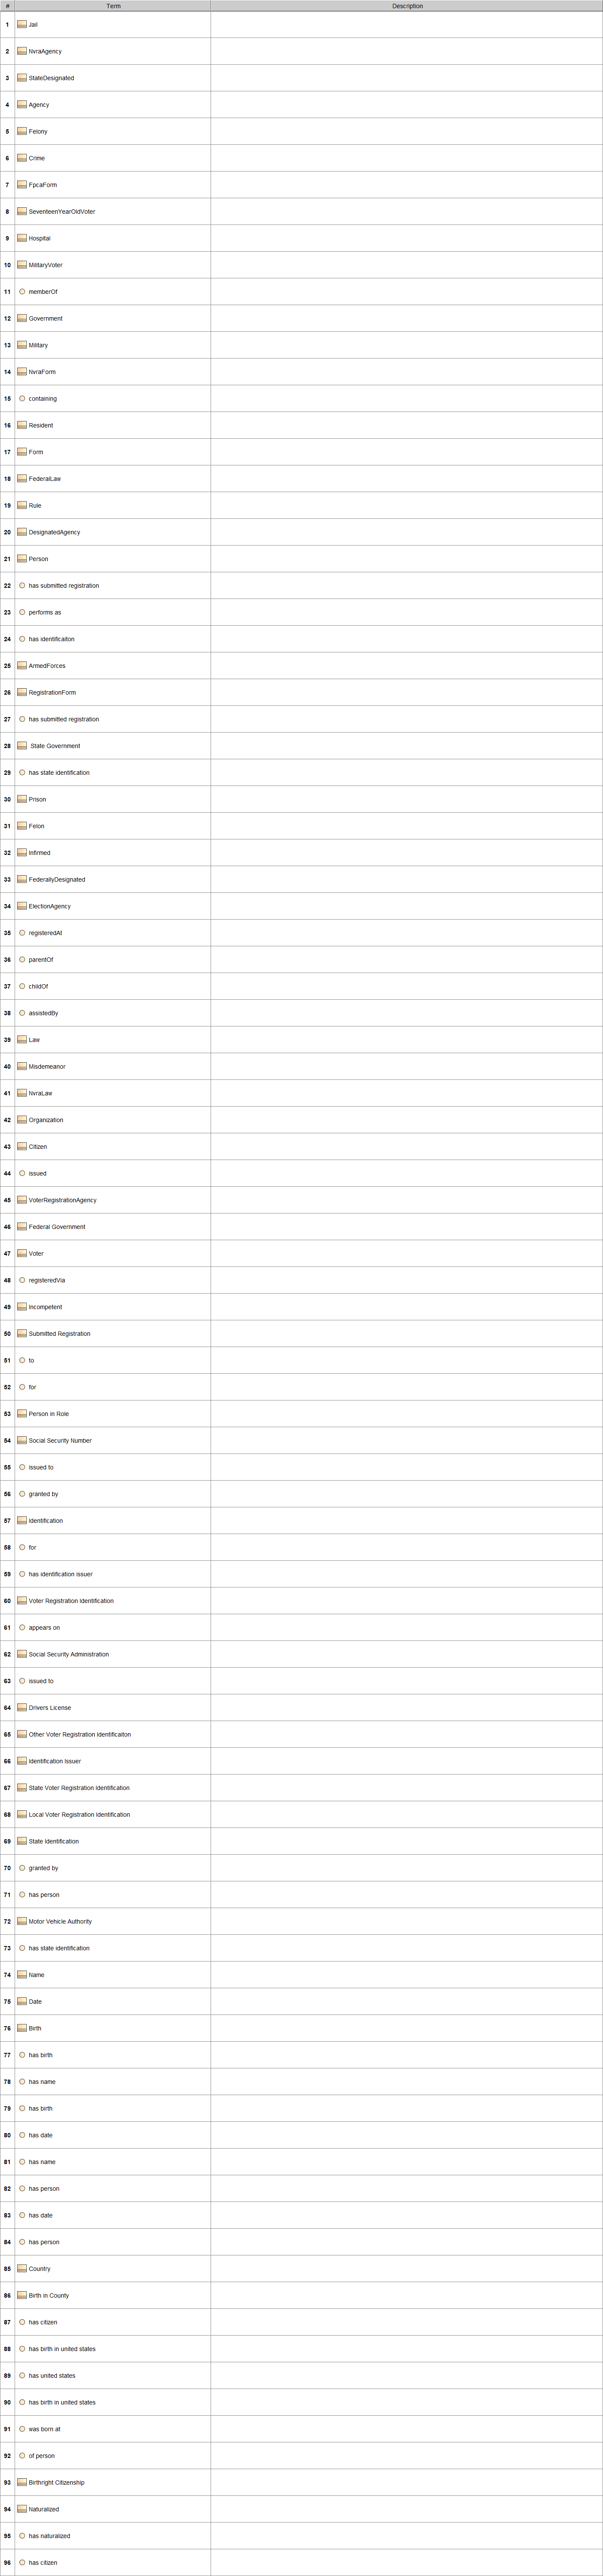 # Term Description
1 Jail
2 NvraAgency
3 StateDesignated
4 Agency
5 Felony
6 Crime
7 FpcaForm
8 SeventeenYearOldVoter
9 Hospital
10 MilitaryVoter
11 memberOf
12 Government
13 Military
14 NvraForm
15 containing
16 Resident
17 Form
18 FederalLaw
19 Rule
20 DesignatedAgency
21 Person
22 has submitted registration
23 performs as
24 has identificaiton
25 ArmedForces
26 RegistrationForm
27 has submitted registration
28 State Government
29 has state identification
30 Prison
31 Felon
32 Infirmed
33 FederallyDesignated
34 ElectionAgency
35 registeredAt
36 parentOf
37 childOf
38 assistedBy
39 Law
40 Misdemeanor
41 NvraLaw
42 Organization
43 Citizen
44 issued
45 VoterRegistrationAgency
46 Federal Government
47 Voter
48 registeredVia
49 Incompetent
50 Submitted Registration
51 to
52 for
53 Person in Role
54 Social Security Number
55 issued to
56 granted by
57 Identification
58 for
59 has identification issuer
60 Voter Registration Identification
61 appears on
62 Social Security Administration
63 issued to
64 Drivers License
65 Other Voter Registration Identificaiton
66 Identification Issuer
67 State Voter Registration Identification
68 Local Voter Registration Identification
69 State Identification
70 granted by
71 has person
72 Motor Vehicle Authority
73 has state identification
74 Name
75 Date
76 Birth
77 has birth
78 has name
79 has birth
80 has date
81 has name
82 has person
83 has date
84 has person
85 Country
86 Birth in County
87 has citizen
88 has birth in united states
89 has united states
90 has birth in united states
91 was born at
92 of person
93 Birthright Citizenship
94 Naturalized
95 has naturalized
96 has citizen